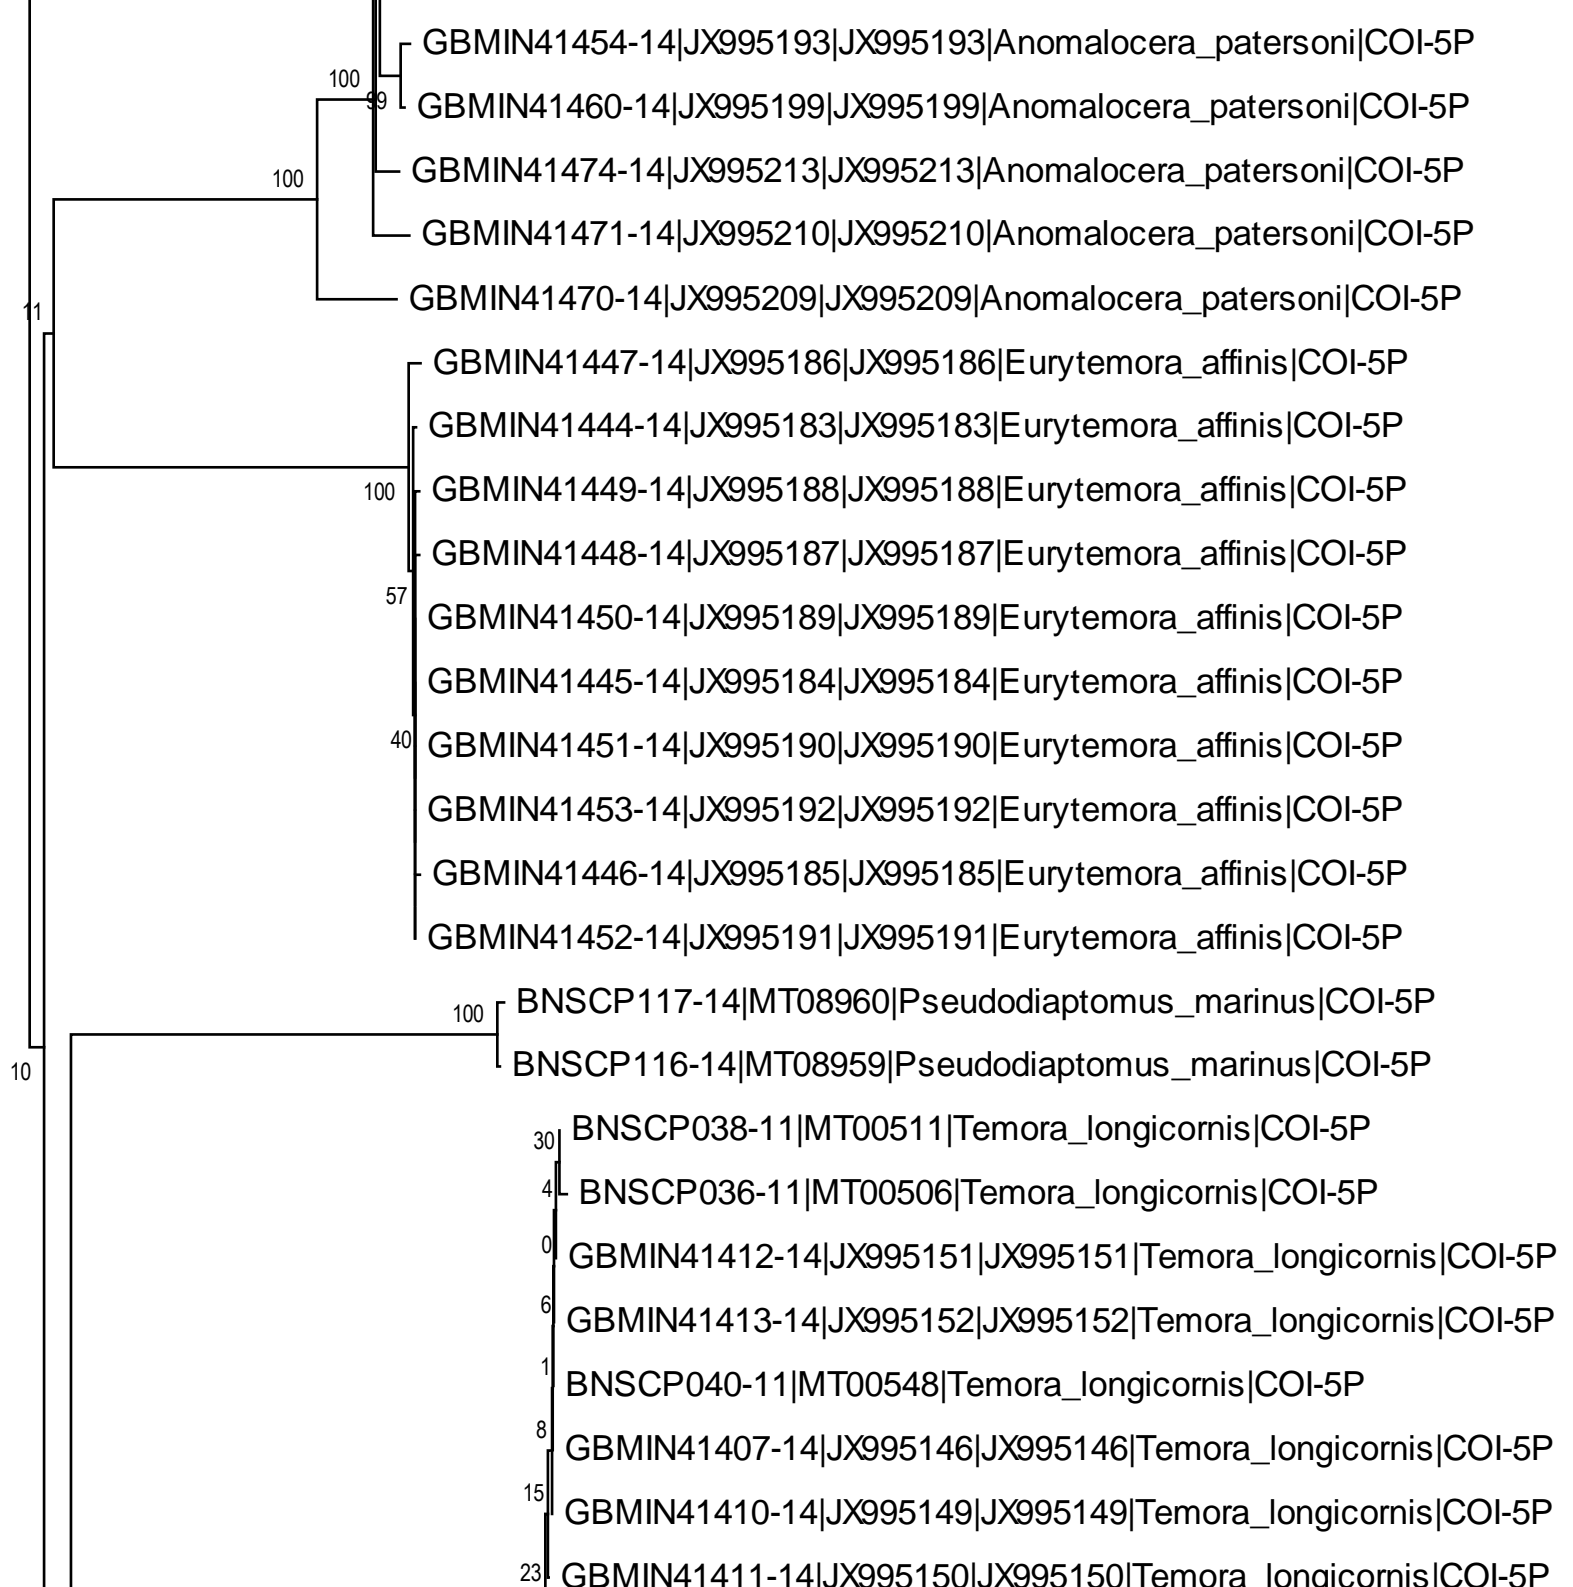 GBMIN41454-14|JX995193|JX995193|Anomalocera_patersoni|COI-5P
100
99
GBMIN41460-14|JX995199|JX995199|Anomalocera_patersoni|COI-5P
GBMIN41474-14|JX995213|JX995213|Anomalocera_patersoni|COI-5P
100
GBMIN41471-14|JX995210|JX995210|Anomalocera_patersoni|COI-5P
GBMIN41470-14|JX995209|JX995209|Anomalocera_patersoni|COI-5P
11
GBMIN41447-14|JX995186|JX995186|Eurytemora_affinis|COI-5P
GBMIN41444-14|JX995183|JX995183|Eurytemora_affinis|COI-5P
100
GBMIN41449-14|JX995188|JX995188|Eurytemora_affinis|COI-5P
GBMIN41448-14|JX995187|JX995187|Eurytemora_affinis|COI-5P
57
GBMIN41450-14|JX995189|JX995189|Eurytemora_affinis|COI-5P
GBMIN41445-14|JX995184|JX995184|Eurytemora_affinis|COI-5P
40
GBMIN41451-14|JX995190|JX995190|Eurytemora_affinis|COI-5P
GBMIN41453-14|JX995192|JX995192|Eurytemora_affinis|COI-5P
GBMIN41446-14|JX995185|JX995185|Eurytemora_affinis|COI-5P
GBMIN41452-14|JX995191|JX995191|Eurytemora_affinis|COI-5P
BNSCP117-14|MT08960|Pseudodiaptomus_marinus|COI-5P
100
BNSCP116-14|MT08959|Pseudodiaptomus_marinus|COI-5P
10
BNSCP038-11|MT00511|Temora_longicornis|COI-5P
30
4
BNSCP036-11|MT00506|Temora_longicornis|COI-5P
0
GBMIN41412-14|JX995151|JX995151|Temora_longicornis|COI-5P
6
GBMIN41413-14|JX995152|JX995152|Temora_longicornis|COI-5P
1
BNSCP040-11|MT00548|Temora_longicornis|COI-5P
8
GBMIN41407-14|JX995146|JX995146|Temora_longicornis|COI-5P
15
GBMIN41410-14|JX995149|JX995149|Temora_longicornis|COI-5P
23
GBMIN41411-14|JX995150|JX995150|Temora_longicornis|COI-5P